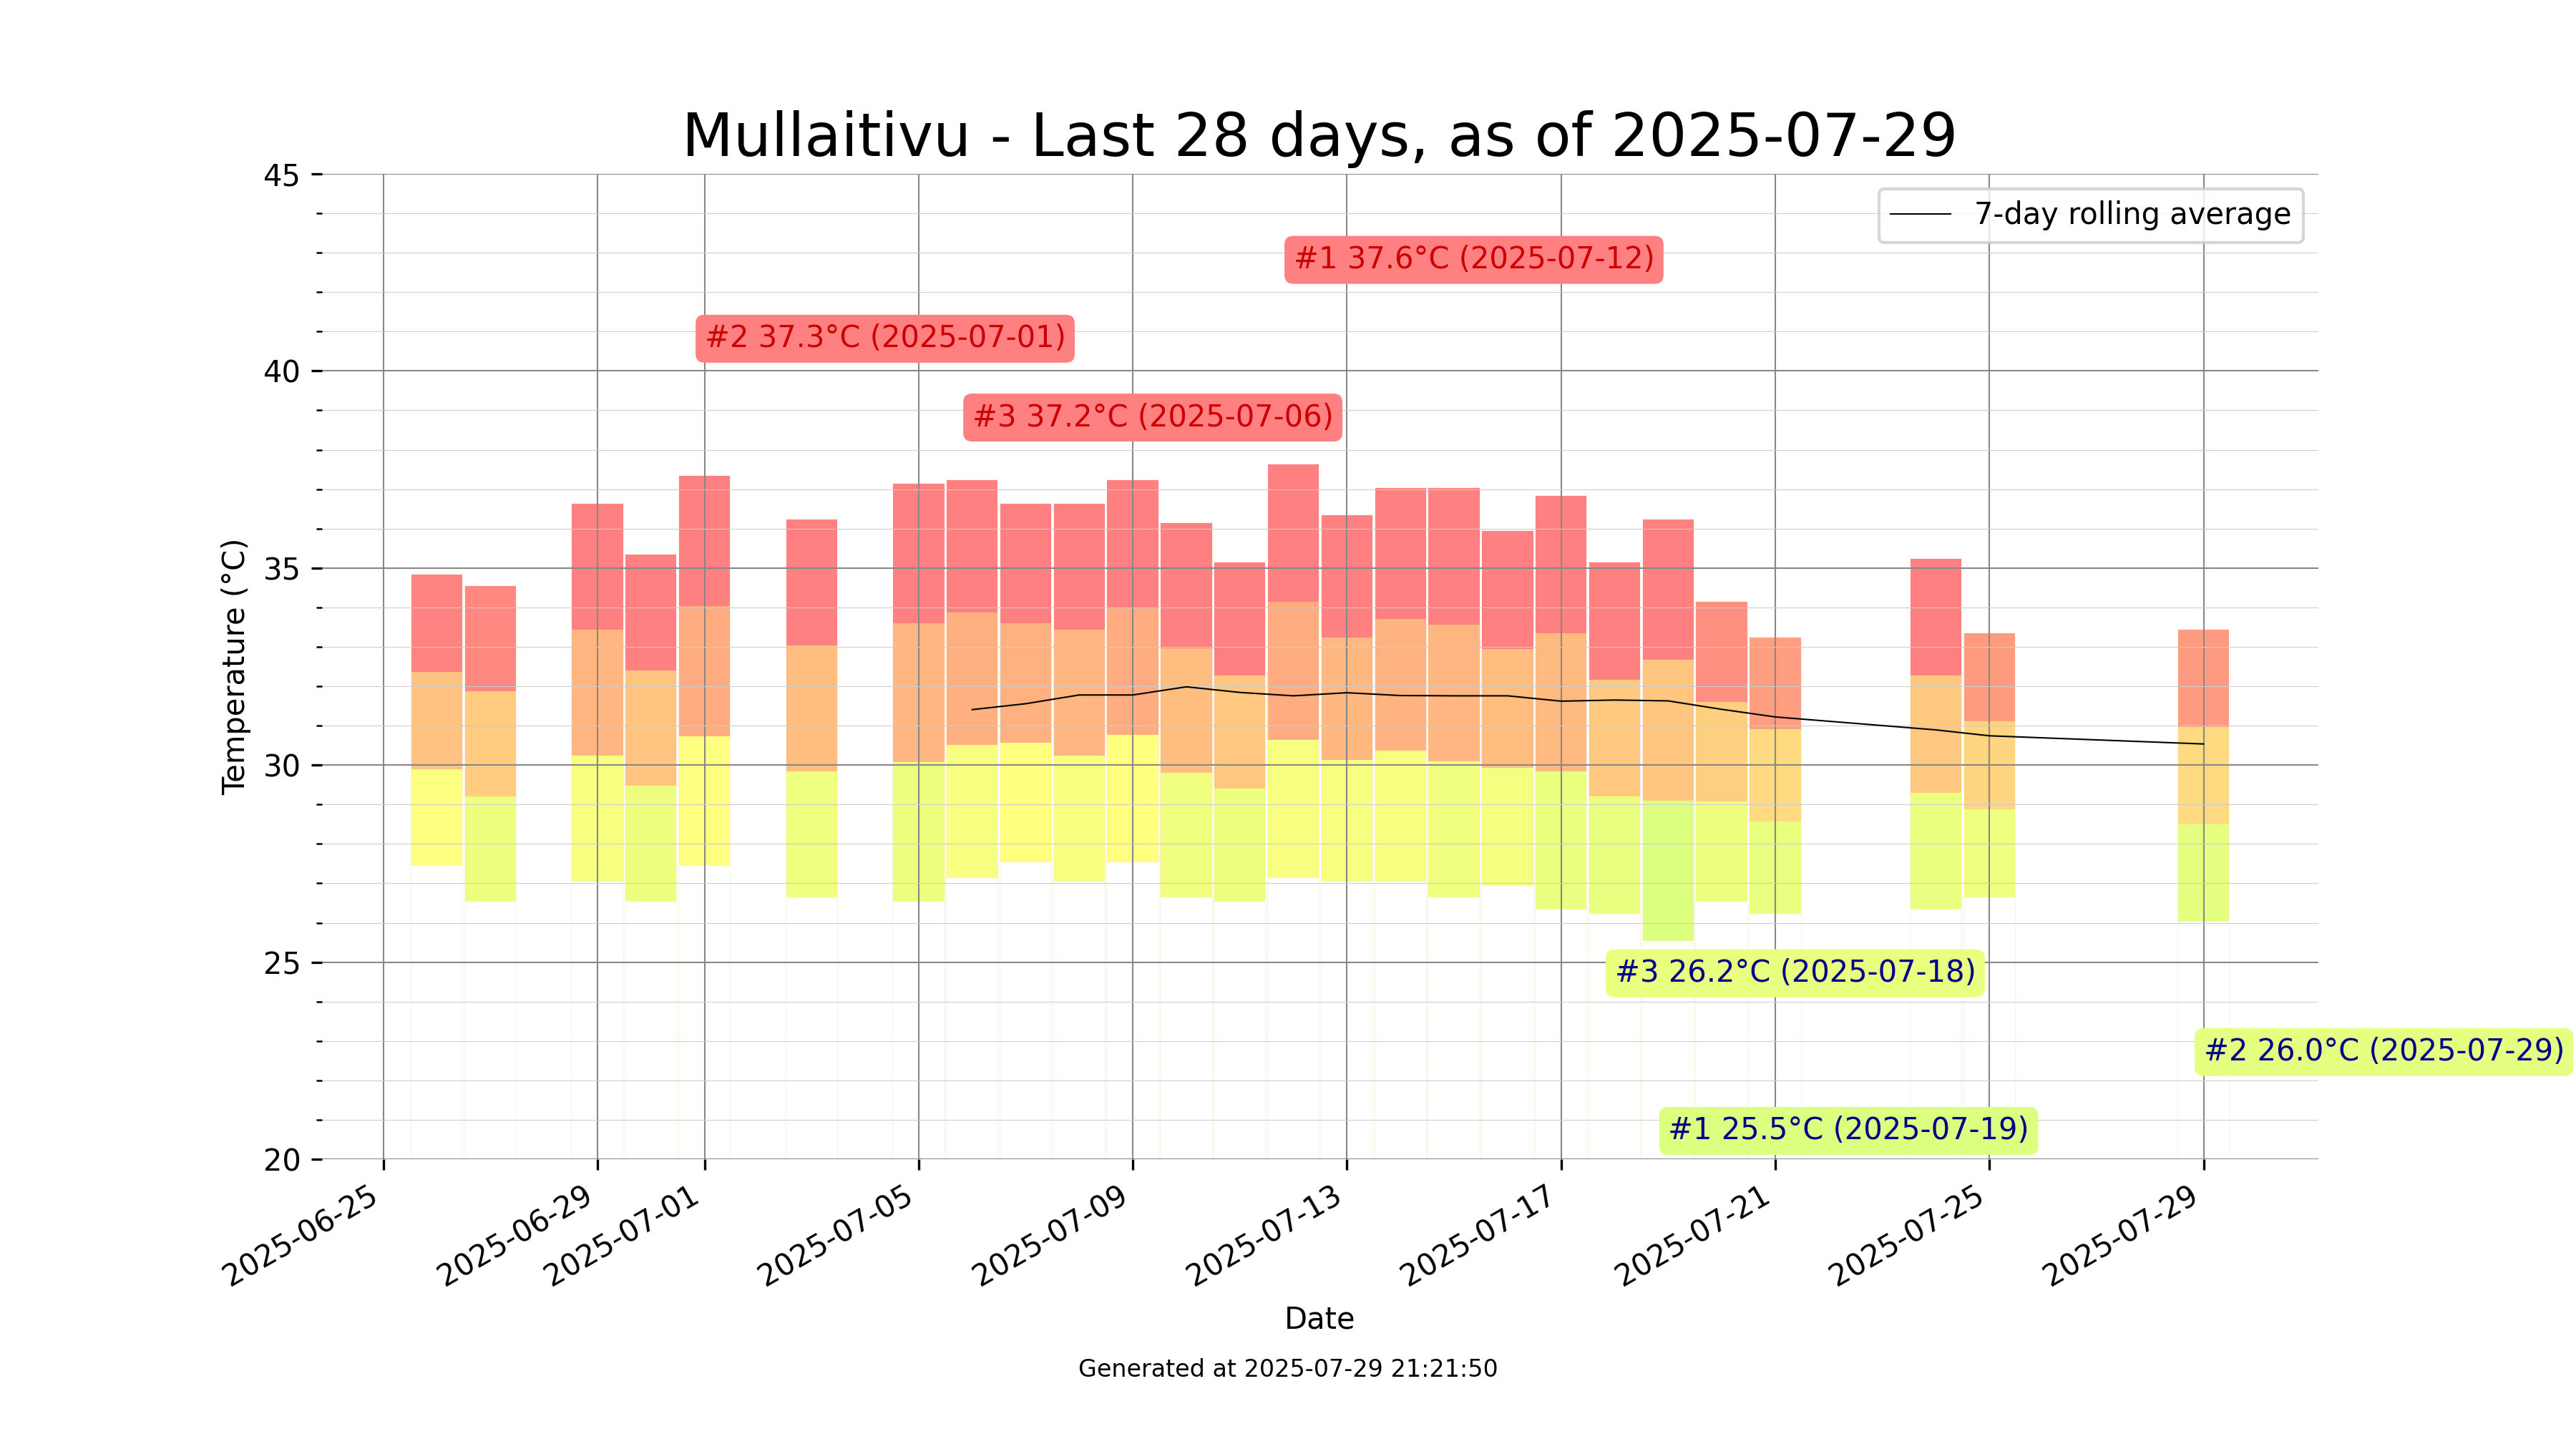 Mullaitivu - Last 28 days, as of 2025-07-29
7-day rolling average
#1 37.6°C (2025-07-12)
#2 37.3°C (2025-07-01)
#3 37.2°C (2025-07-06)
#3 26.2°C (2025-07-18)
#2 26.0°C (2025-07-29)
#1 25.5°C (2025-07-19)
Temperature (°C)
45
40
35
30
25
20
2025-06-25
2025-06-29
2025-07-01
2025-07-05
2025-07-09
2025-07-13
2025-07-17
2025-07-21
2025-07-25
2025-07-29
Date
Generated at 2025-07-29 21:21:50